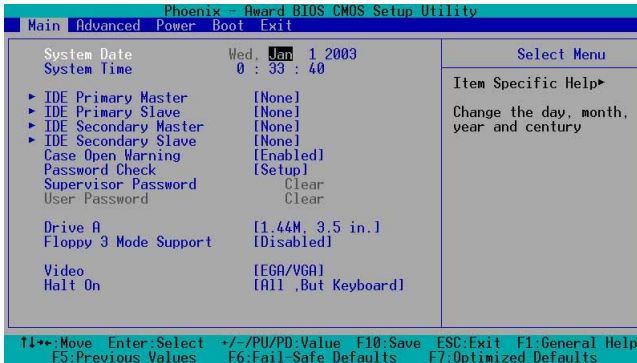 Phoenix - Award BIOS CMOS Setup Utility
Main Advanced Power Boot Exit
System Date Wed, Jan 1 2003
Select Menu
System Time 0 : 33 : 40
Item Specific Help►
► IDE Primary Master [None]
► IDE Primary Slave [None]
Change the day, month,
► IDE Secondary Master [None]
year and century
► IDE Secondary Slave [None]
Case Open Warning [Enabled]
Password Check [Setup]
Supervisor Password Clear
User Password Clear
Drive A [1.44M, 3.5 in.]
Floppy 3 Mode Support [Disabled]
Video [EGA/VGA]
Halt On [All ,But Keyboard]
↑↓→←:Move Enter:Select +/-/PU/PD:Value F10:Save ESC:Exit F1:General Help
F5:Previous Values F6:Fail-Safe Defaults F7:Optimized Defaults